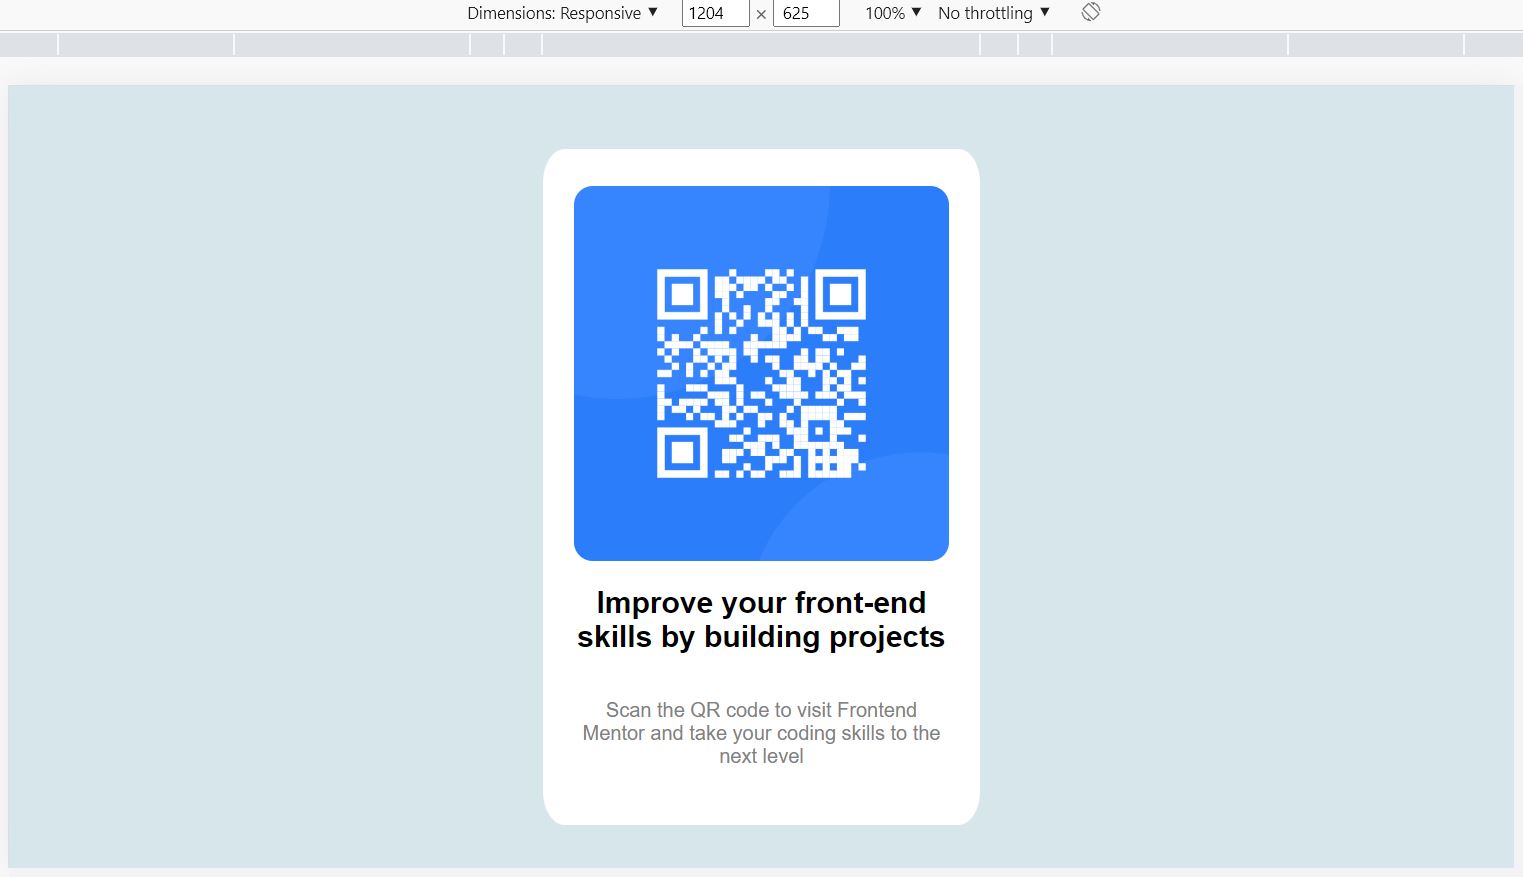 Dimensions: Responsive ▼ 1204 × 625 100% ▼ No throttling ▼
Improve your front-end
skills by building projects
Scan the QR code to visit Frontend
Mentor and take your coding skills to the
next level